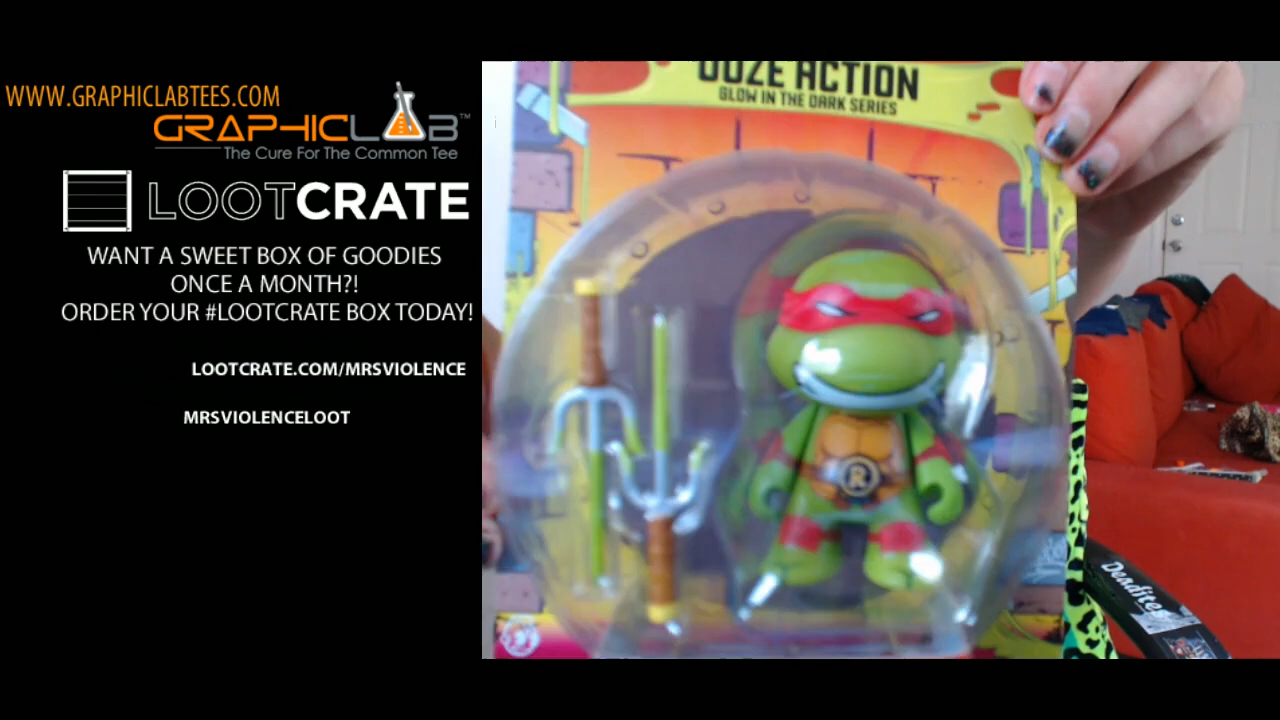 WWW.GRAPHICLABTEES.COM
GRAPHICLAB™
The Cure For The Common Tee
LOOTCRATE
WANT A SWEET BOX OF GOODIES
ONCE A MONTH?!
ORDER YOUR #LOOTCRATE BOX TODAY!
LOOTCRATE.COM/MRSVIOLENCE
MRSVIOLENCELOOT
OOZE ACTION
GLOW IN THE DARK SERIES
R
Deadite